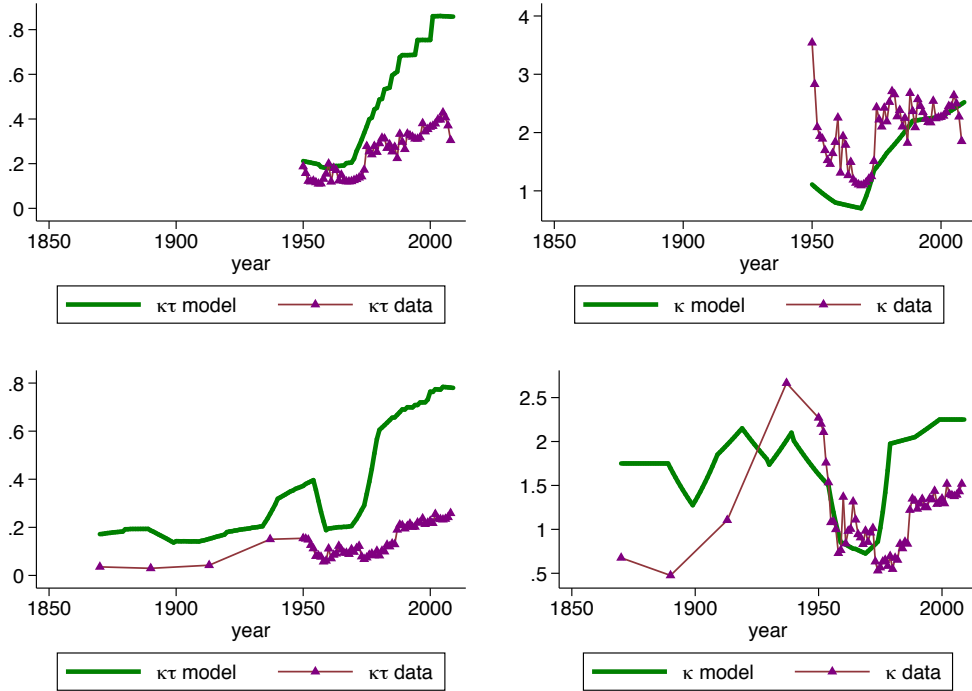 .8
.6
.4
.2
0
1850 1900 1950 2000
year
κτ model κτ data
4
3
2
1
1850 1900 1950 2000
year
κ model κ data
.8
.6
.4
.2
0
1850 1900 1950 2000
year
κτ model κτ data
2.5
2
1.5
1
.5
1850 1900 1950 2000
year
κ model κ data